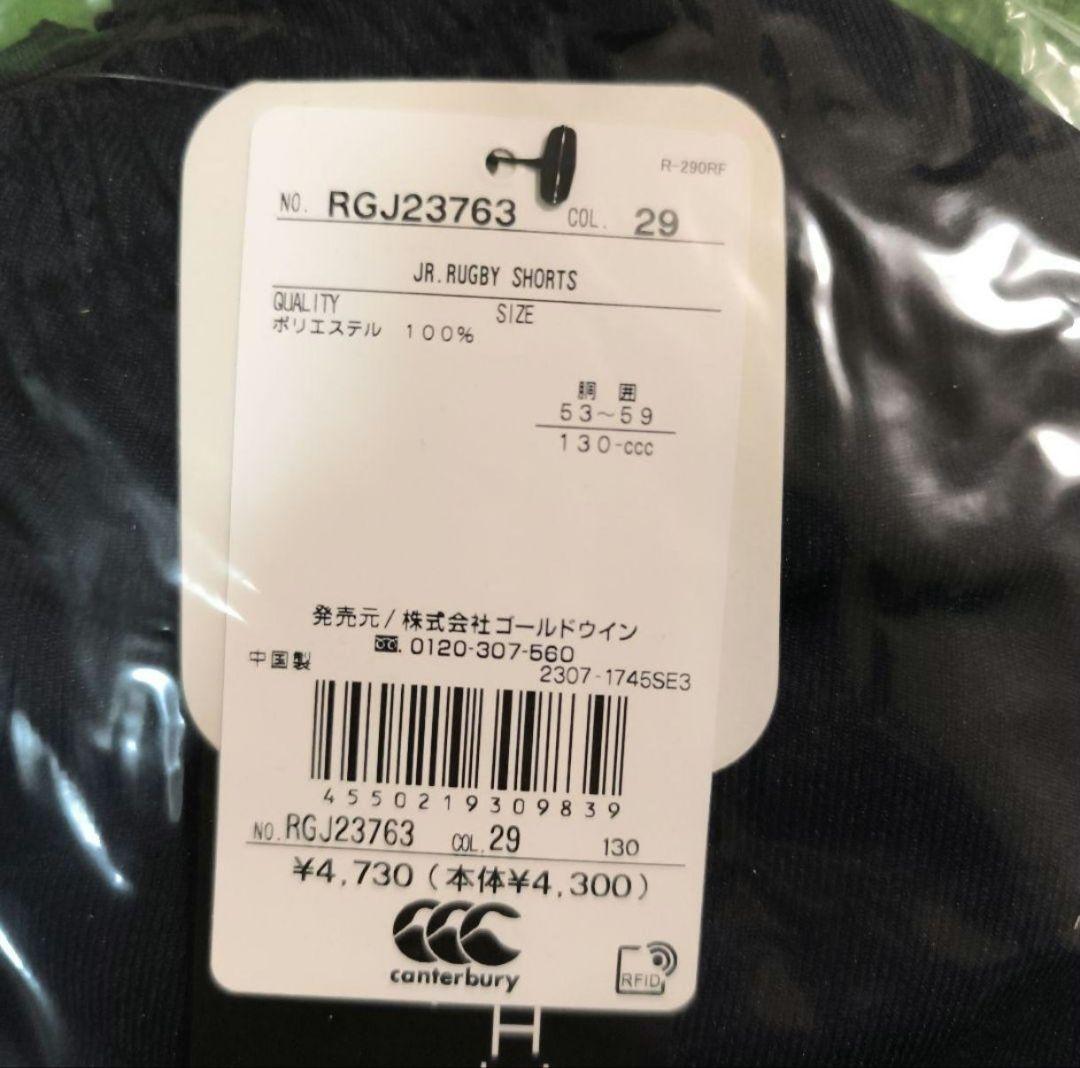 R-290RF
NO. RGJ23763 COL. 29
JR.RUGBY SHORTS
QUALITY SIZE
ポリエステル 100%
胴 囲
53~59
130-ccc
発売元/株式会社ゴールドウイン
0120-307-560
中国製 2307-1745SE3
4550219309839
NO.RGJ23763 COL.29 130
¥4,730(本体¥4,300)
canterbury
RFID